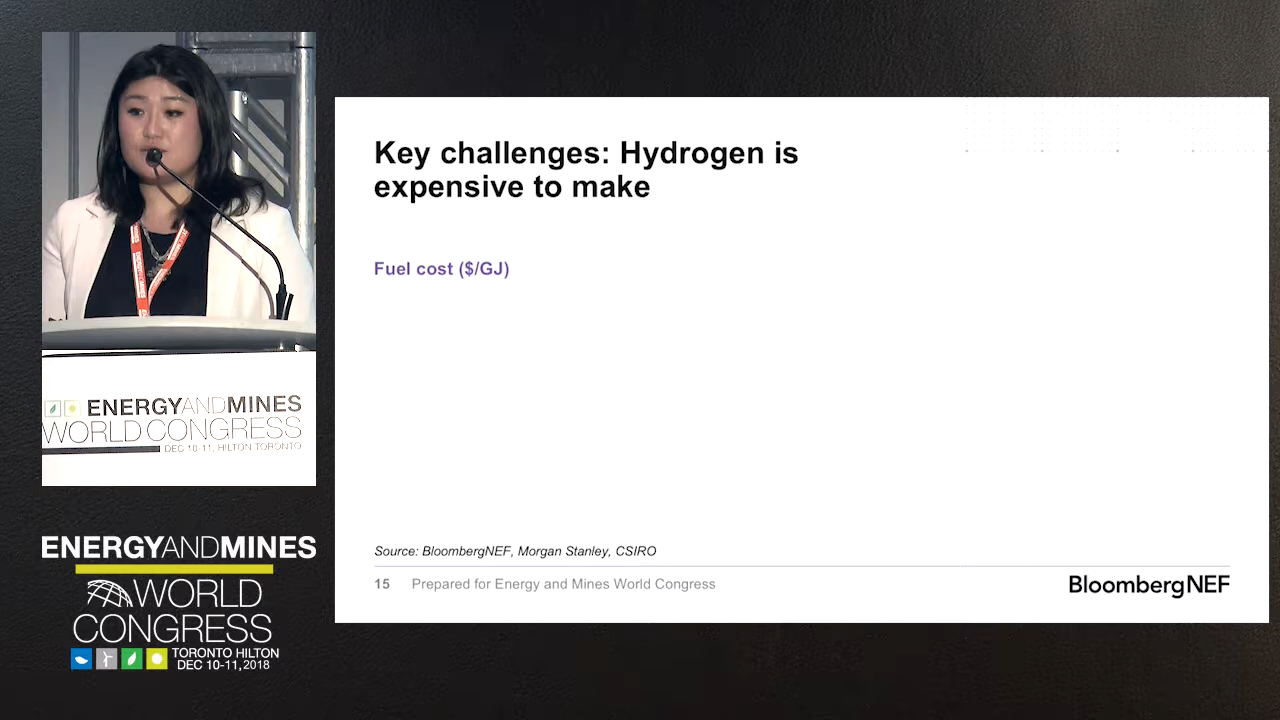 Key challenges: Hydrogen is
expensive to make
Fuel cost ($/GJ)
Source: BloombergNEF, Morgan Stanley, CSIRO
15 Prepared for Energy and Mines World Congress
BloombergNEF
ENERGYANDMINES
WORLD CONGRESS
DEC 10-11, HILTON TORONTO
ENERGYANDMINES
WORLD
CONGRESS
TORONTO HILTON
DEC 10-11, 2018